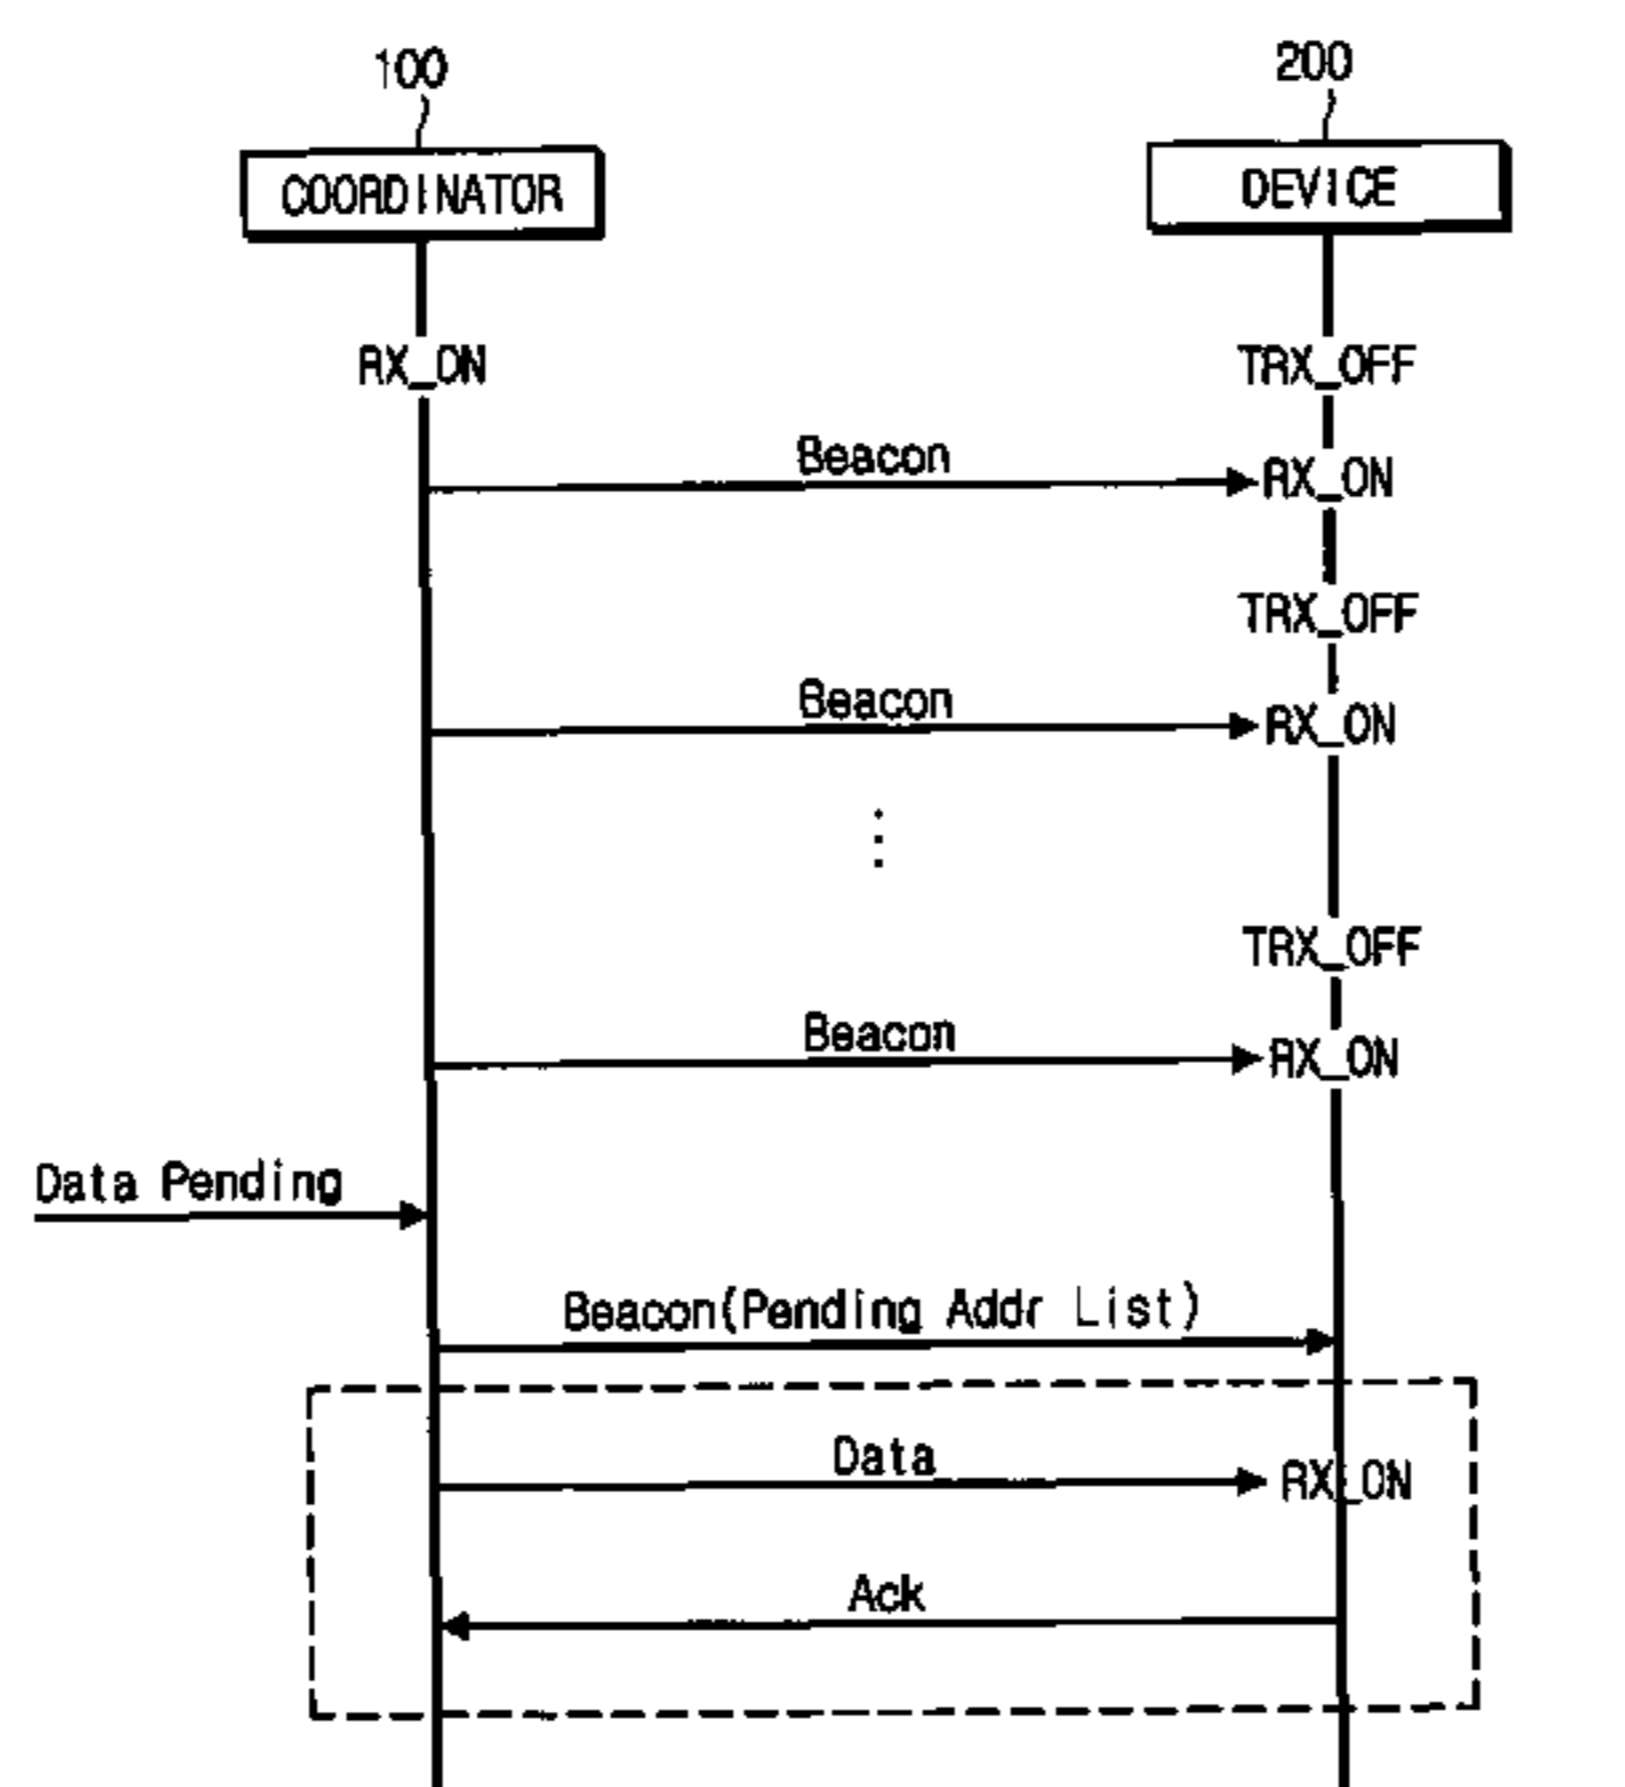 100
200
COORDINATOR
DEVICE
RX_ON
TRX_OFF
Beacon
RX_ON
TRX_OFF
Beacon
RX_ON
TRX_OFF
Beacon
RX_ON
Data Pending
Beacon(Pending Addr List)
Data
RX_ON
Ack